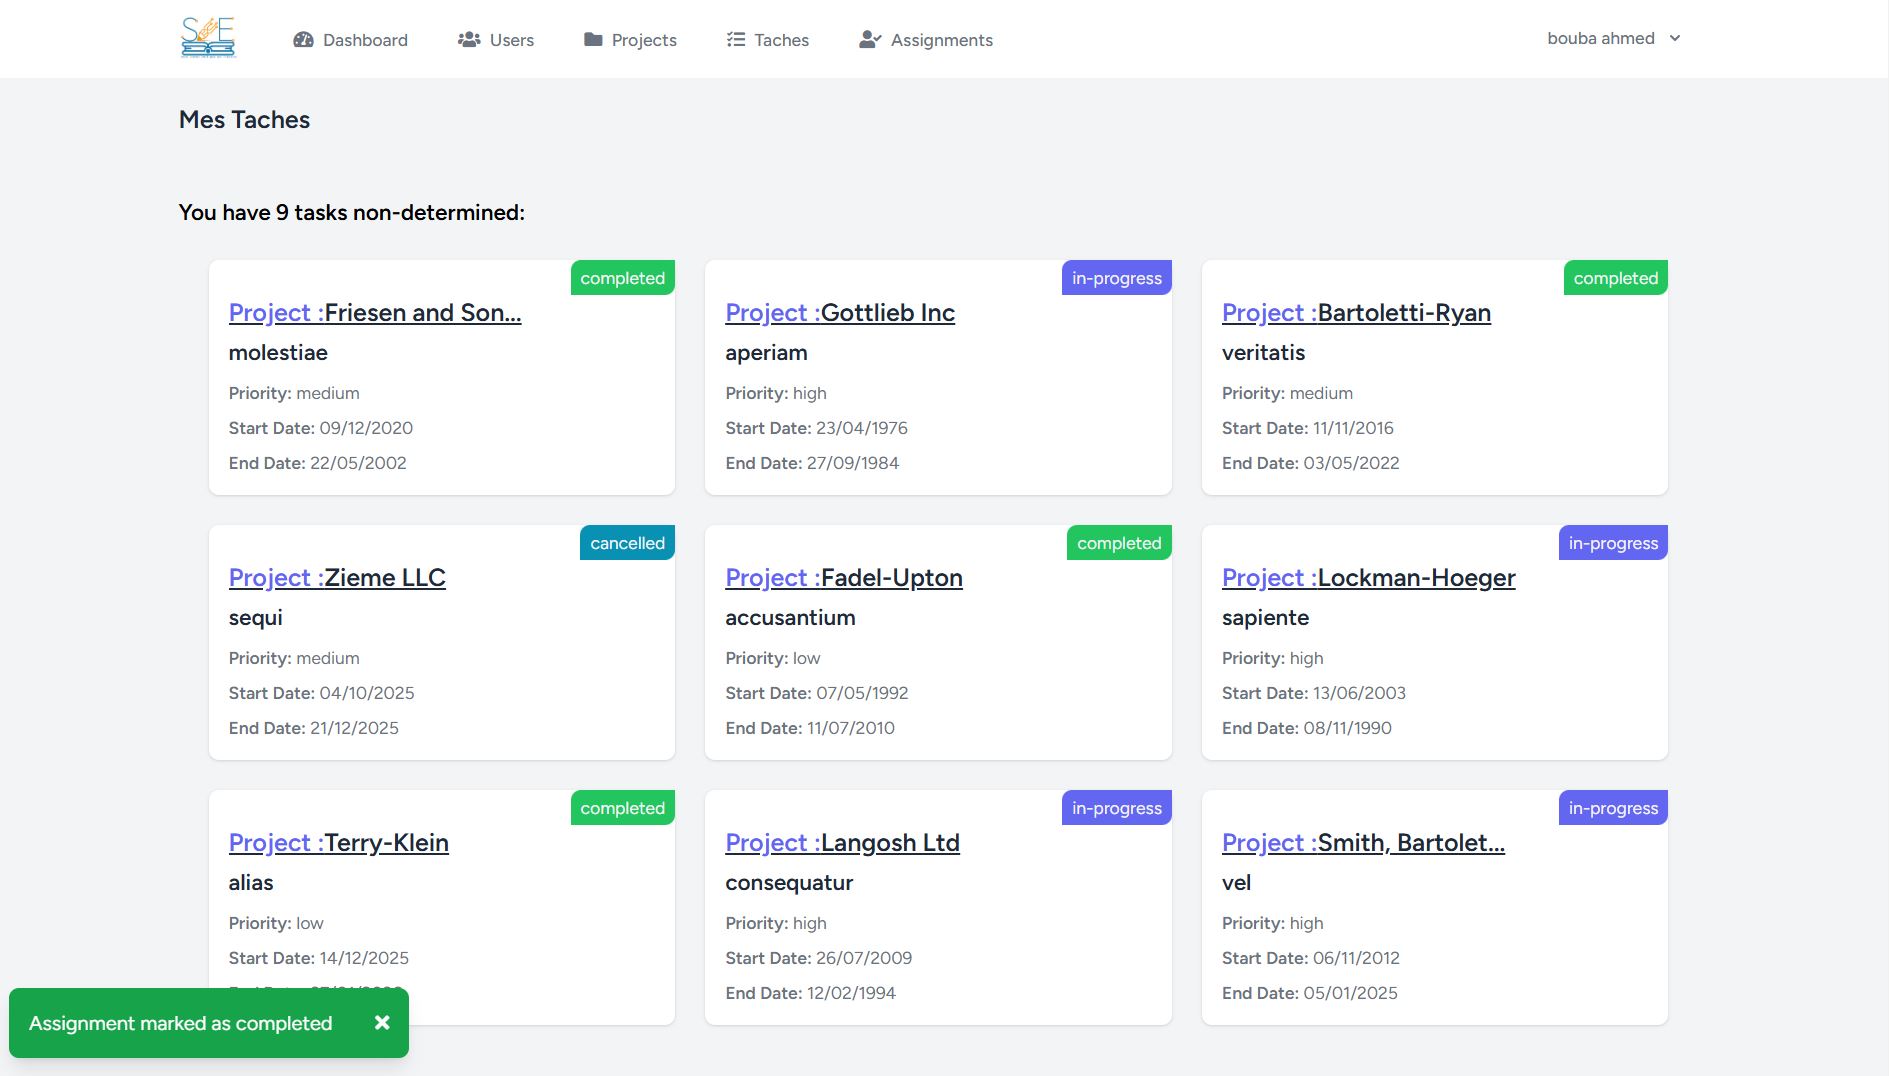 SE
Dashboard Users Projects Taches Assignments bouba ahmed
Mes Taches
You have 9 tasks non-determined:
completed
Project :Friesen and Son...
molestiae
Priority: medium
Start Date: 09/12/2020
End Date: 22/05/2002
in-progress
Project :Gottlieb Inc
aperiam
Priority: high
Start Date: 23/04/1976
End Date: 27/09/1984
completed
Project :Bartoletti-Ryan
veritatis
Priority: medium
Start Date: 11/11/2016
End Date: 03/05/2022
cancelled
Project :Zieme LLC
sequi
Priority: medium
Start Date: 04/10/2025
End Date: 21/12/2025
completed
Project :Fadel-Upton
accusantium
Priority: low
Start Date: 07/05/1992
End Date: 11/07/2010
in-progress
Project :Lockman-Hoeger
sapiente
Priority: high
Start Date: 13/06/2003
End Date: 08/11/1990
completed
Project :Terry-Klein
alias
Priority: low
Start Date: 14/12/2025
in-progress
Project :Langosh Ltd
consequatur
Priority: high
Start Date: 26/07/2009
End Date: 12/02/1994
in-progress
Project :Smith, Bartolet...
vel
Priority: high
Start Date: 06/11/2012
End Date: 05/01/2025
Assignment marked as completed